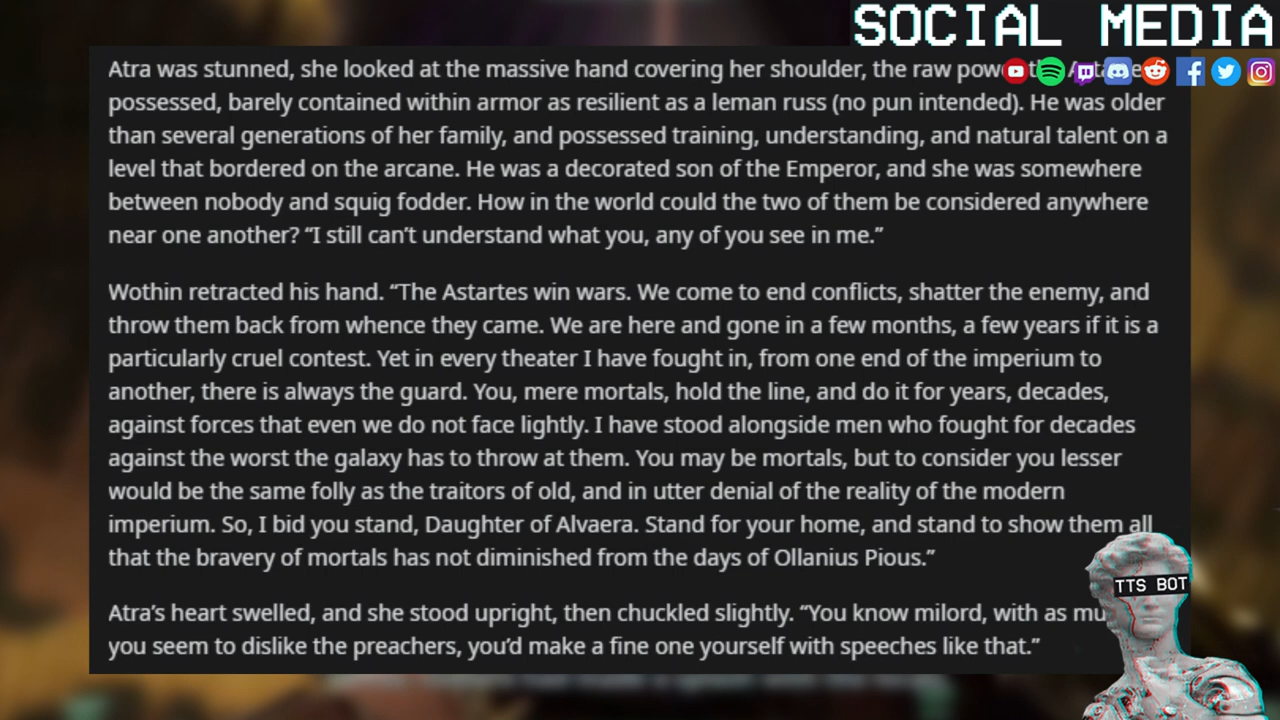 SOCIAL MEDIA
Atra was stunned, she looked at the massive hand covering her shoulder, the raw
possessed, barely contained within armor as resilient as a leman russ (no pun intended). He was older
than several generations of her family, and possessed training, understanding, and natural talent on a
level that bordered on the arcane. He was a decorated son of the Emperor, and she was somewhere
between nobody and squig fodder. How in the world could the two of them be considered anywhere
near one another? “I still can’t understand what you, any of you see in me.”
Wothin retracted his hand. “The Astartes win wars. We come to end conflicts, shatter the enemy, and
throw them back from whence they came. We are here and gone in a few months, a few years if it is a
particularly cruel contest. Yet in every theater I have fought in, from one end of the imperium to
another, there is always the guard. You, mere mortals, hold the line, and do it for years, decades,
against forces that even we do not face lightly. I have stood alongside men who fought for decades
against the worst the galaxy has to throw at them. You may be mortals, but to consider you lesser
would be the same folly as the traitors of old, and in utter denial of the reality of the modern
imperium. So, I bid you stand, Daughter of Alvaera. Stand for your home, and stand to show them all
that the bravery of mortals has not diminished from the days of Ollanius Pious.”
TTS BOT
Atra’s heart swelled, and she stood upright, then chuckled slightly. “You know milord, with as
you seem to dislike the preachers, you’d make a fine one yourself with speeches like that.”